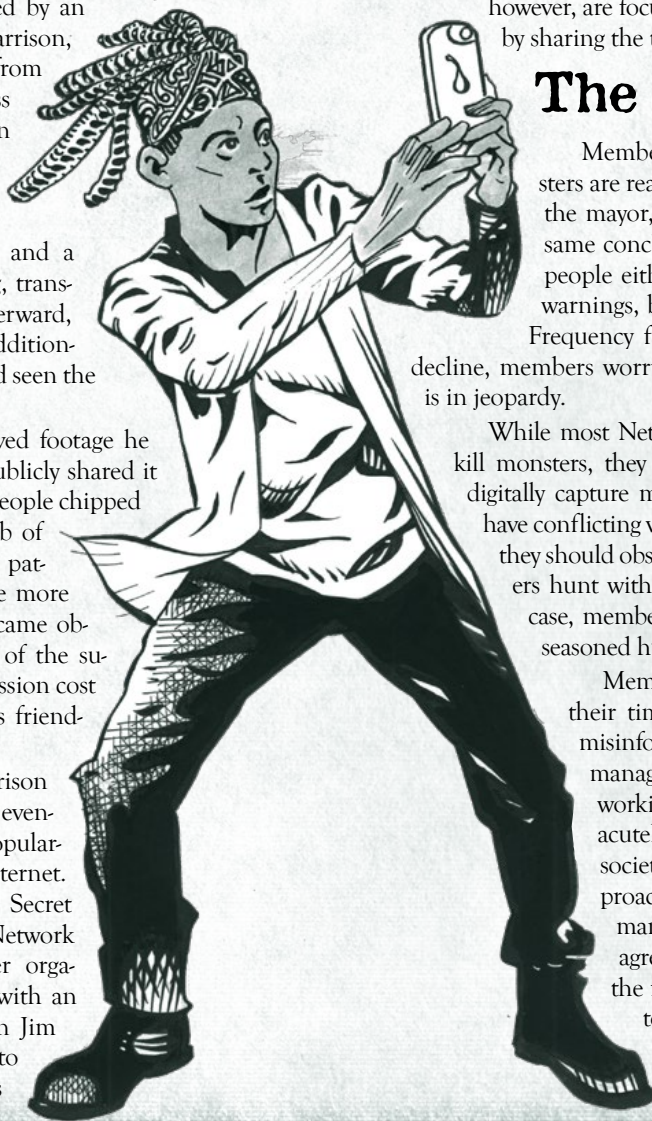 ed by an
arrison,
rom
ss
n
and a
g, trans-
erward,
ddition-
d seen the
ved footage he
ublicly shared it
eople chipped
b of
pat-
e more
came ob-
of the su-
ssion cost
s friend-
rison
even-
opular-
ternet.
Secret
Network
er orga-
with an
n Jim
to
s
however, are focu
by sharing the t
The
Membe
sters are rea
the mayor,
same conc
people eith
warnings, b
Frequency f
decline, members worr
is in jeopardy.
While most Net
kill monsters, they
digitally capture m
have conflicting v
they should obs
ers hunt with
case, membe
seasoned h
Mem
their tim
misinfo
manag
worki
acutel
societ
proac
mar
agre
the
to